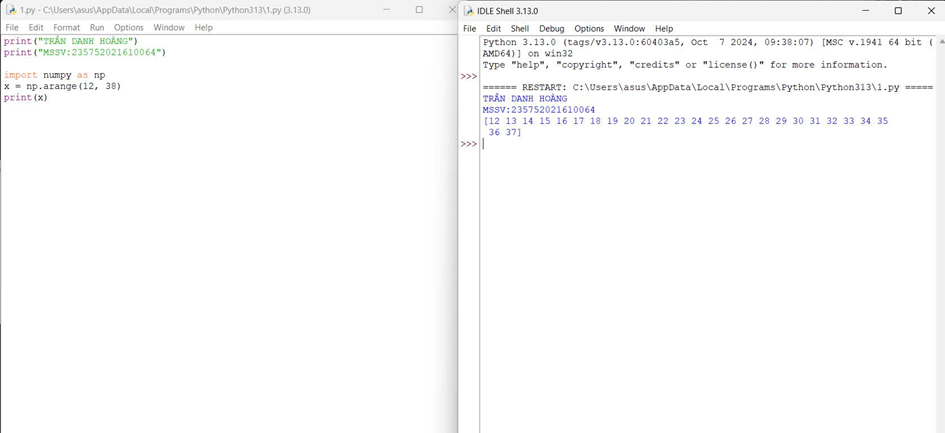 1.py - C:\Users\asus\AppData\Local\Programs\Python\Python313\1.py (3.13.0)
File Edit Format Run Options Window Help
print("TRẦN DANH HOÀNG")
print("MSSV:235752021610064")
import numpy as np
x = np.arange(12, 38)
print(x)
IDLE Shell 3.13.0
File Edit Shell Debug Options Window Help
Python 3.13.0 (tags/v3.13.0:60403a5, Oct  7 2024, 09:38:07) [MSC v.1941 64 bit (
AMD64)] on win32
Type "help", "copyright", "credits" or "license()" for more information.
>>>
====== RESTART: C:\Users\asus\AppData\Local\Programs\Python\Python313\1.py =====
TRẦN DANH HOÀNG
MSSV:235752021610064
[12 13 14 15 16 17 18 19 20 21 22 23 24 25 26 27 28 29 30 31 32 33 34 35
 36 37]
>>>